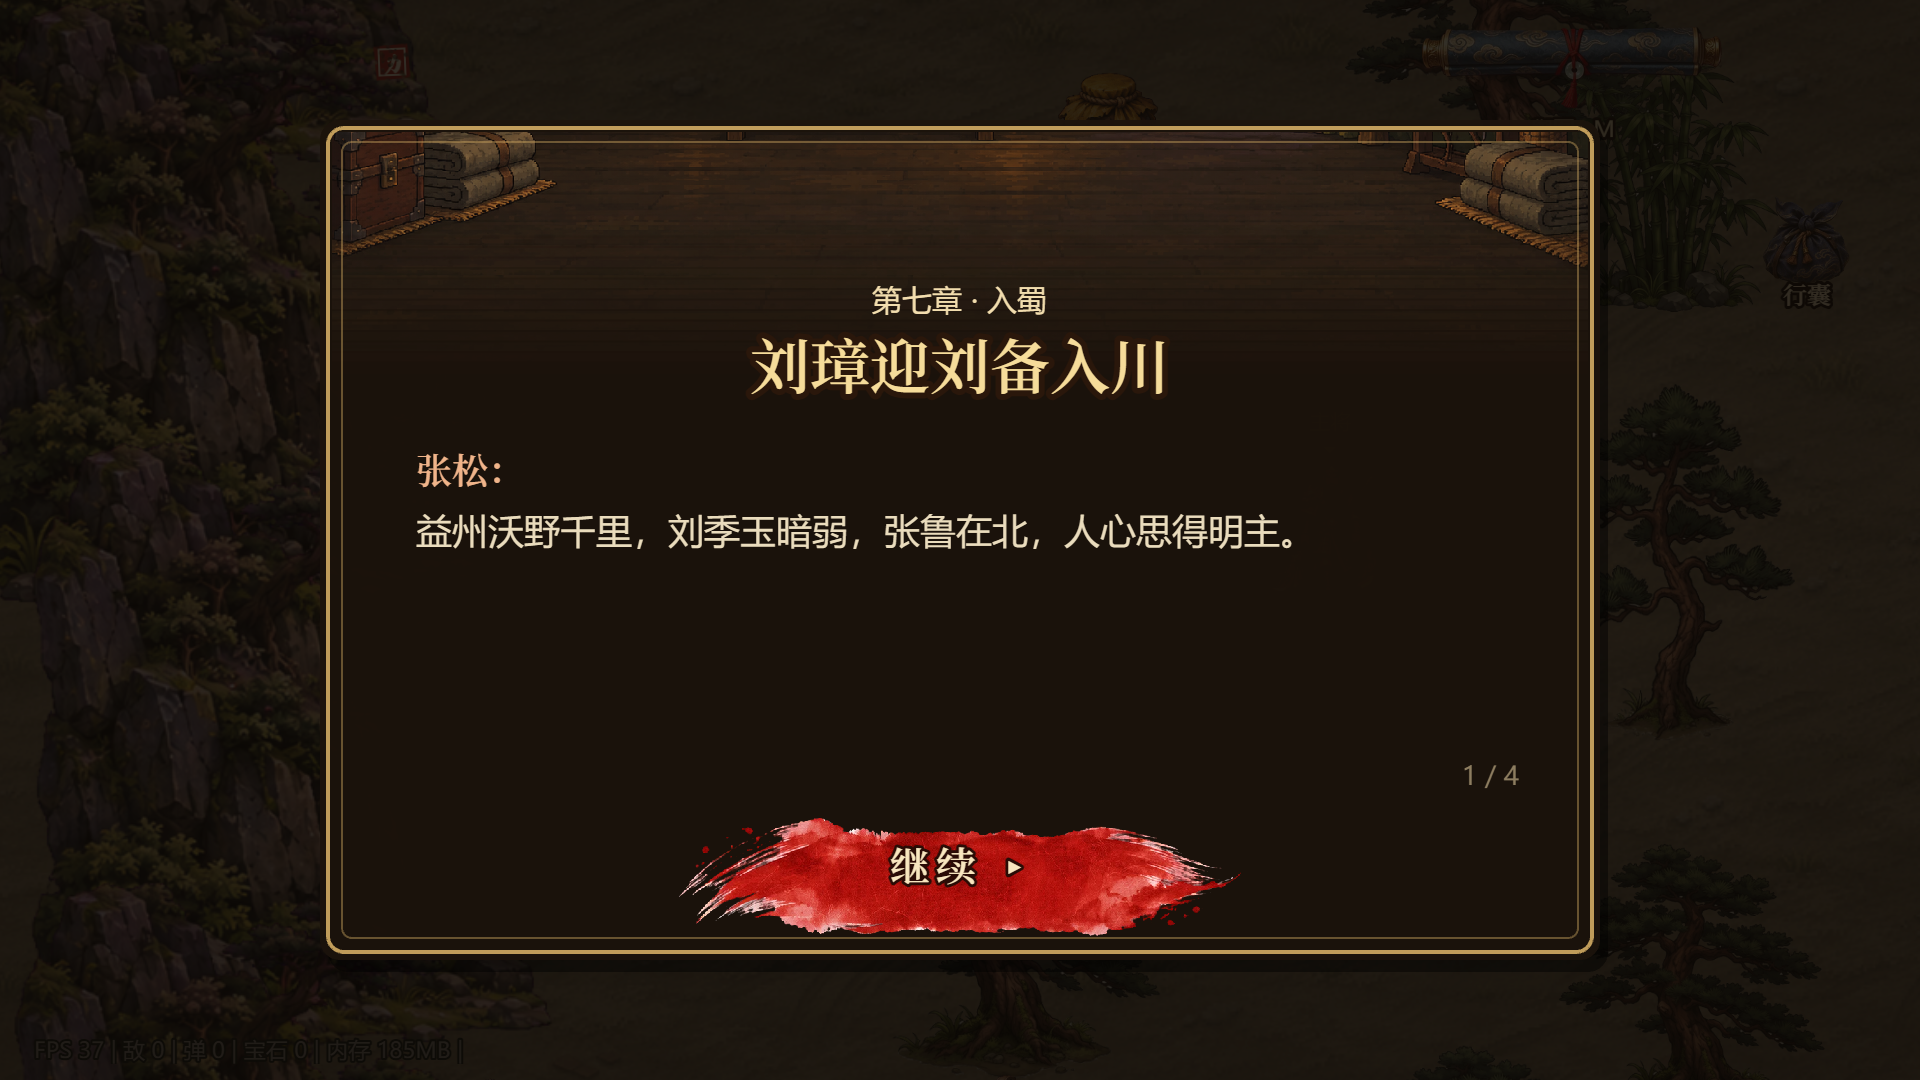 力
M
行囊
第七章 · 入蜀
刘璋迎刘备入川
张松：
益州沃野千里，刘季玉暗弱，张鲁在北，人心思得明主。
1 / 4
继续
FPS 37 | 敌 0 | 弹 0 | 宝石 0 | 内存 185MB |